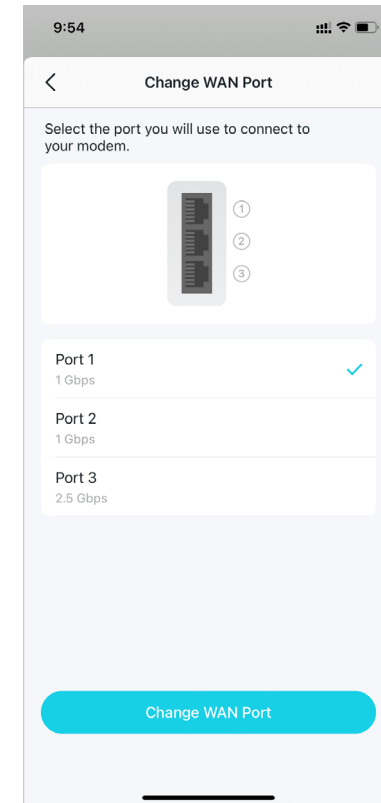 9:54
Change WAN Port
Select the port you will use to connect to
your modem.
1
2
3
Port 1
1 Gbps
Port 2
1 Gbps
Port 3
2.5 Gbps
Change WAN Port